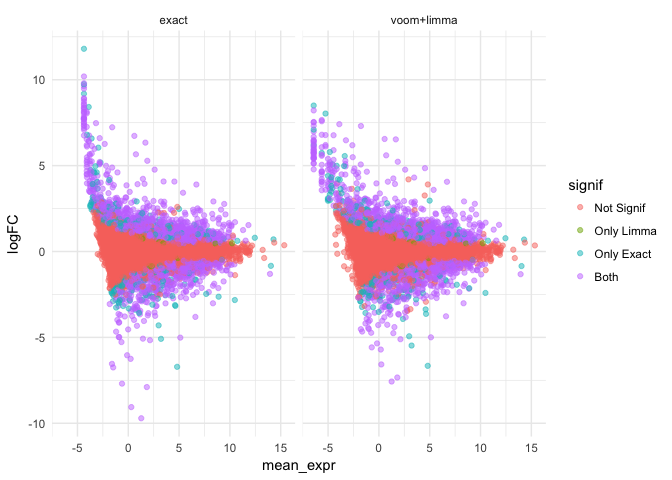 exact
voom+limma
10
5
0
-5
-10
logFC
-5
0
5
10
15
-5
0
5
10
15
mean_expr
signif
Not Signif
Only Limma
Only Exact
Both